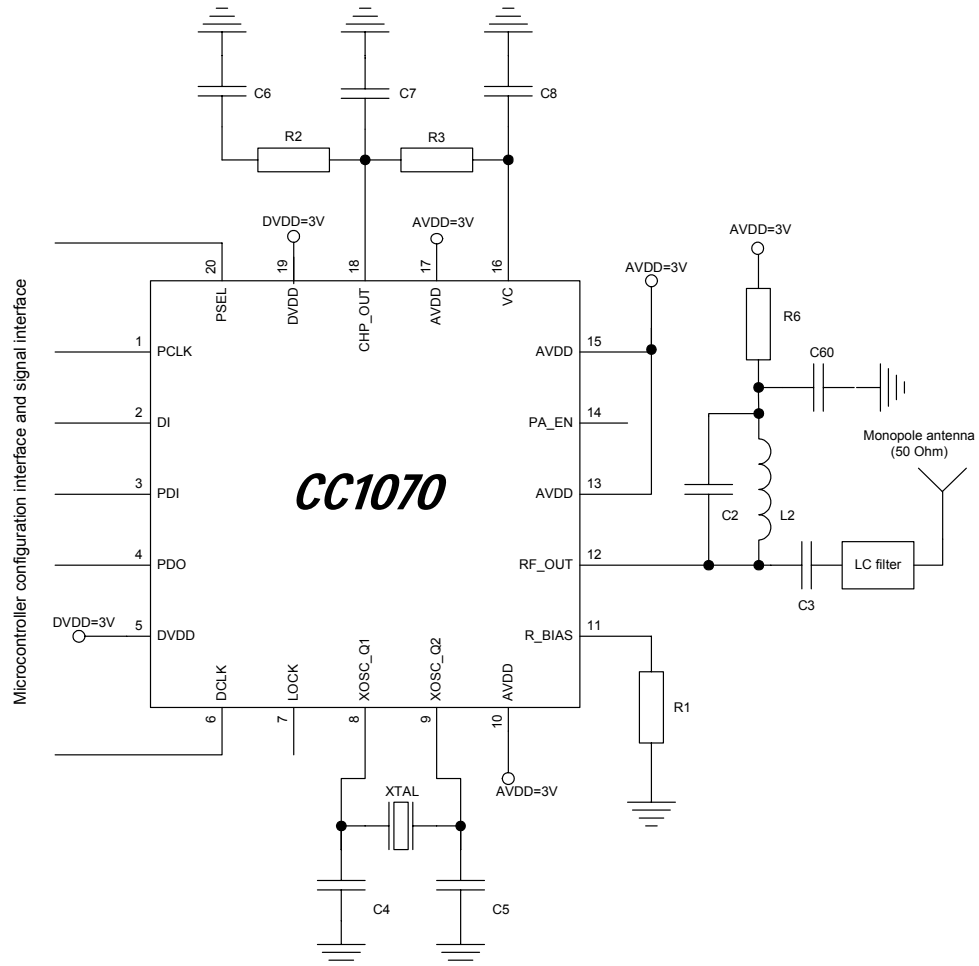 C6
C7
C8
R2
R3
DVDD=3V
AVDD=3V
AVDD=3V
AVDD=3V
20
19
18
17
16
PSEL
DVDD
CHP_OUT
AVDD
VC
R6
C60
Microcontroller configuration interface and signal interface
1
PCLK
AVDD
15
2
DI
PA_EN
14
Monopole antenna
(50 Ohm)
3
PDI
CC1070
AVDD
13
C2
L2
4
PDO
RF_OUT
12
LC filter
C3
DVDD=3V
5
DVDD
R_BIAS
11
DCLK
LOCK
XOSC_Q1
XOSC_Q2
AVDD
6
7
8
9
10
R1
XTAL
AVDD=3V
C4
C5